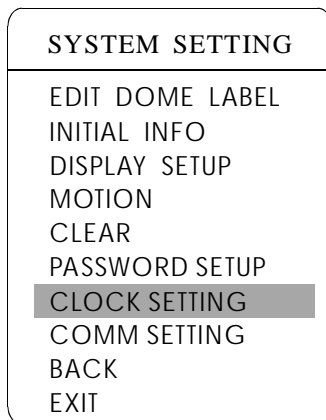 SYSTEM SETTING
EDIT DOME LABEL
INITIAL INFO
DISPLAY SETUP
MOTION
CLEAR
PASSWORD SETUP
CLOCK SETTING
COMM SETTING
BACK
EXIT